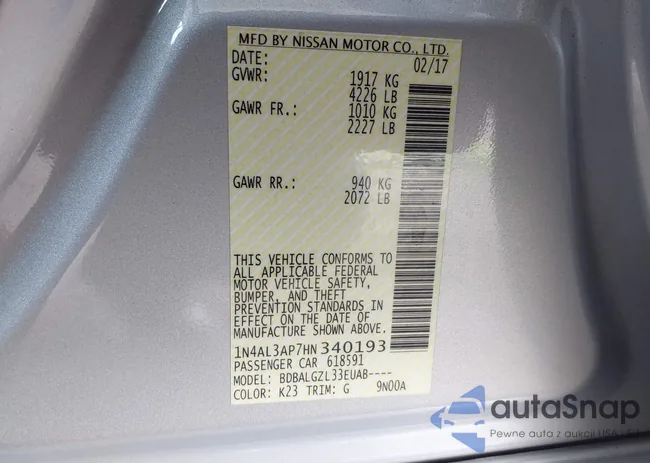 MFD BY NISSAN MOTOR CO., LTD.
DATE: 02/17
GVWR: 1917 KG
4226 LB
GAWR FR.: 1010 KG
2227 LB
GAWR RR.: 940 KG
2072 LB
THIS VEHICLE CONFORMS TO
ALL APPLICABLE FEDERAL
MOTOR VEHICLE SAFETY,
BUMPER, AND THEFT
PREVENTION STANDARDS IN
EFFECT ON THE DATE OF
MANUFACTURE SHOWN ABOVE.
1N4AL3AP7HN340193
PASSENGER CAR 618591
MODEL: BDBALGZL33EUAB----
COLOR: K23 TRIM: G 9N00A
autaSnap
Pewne auta z aukcji USA i